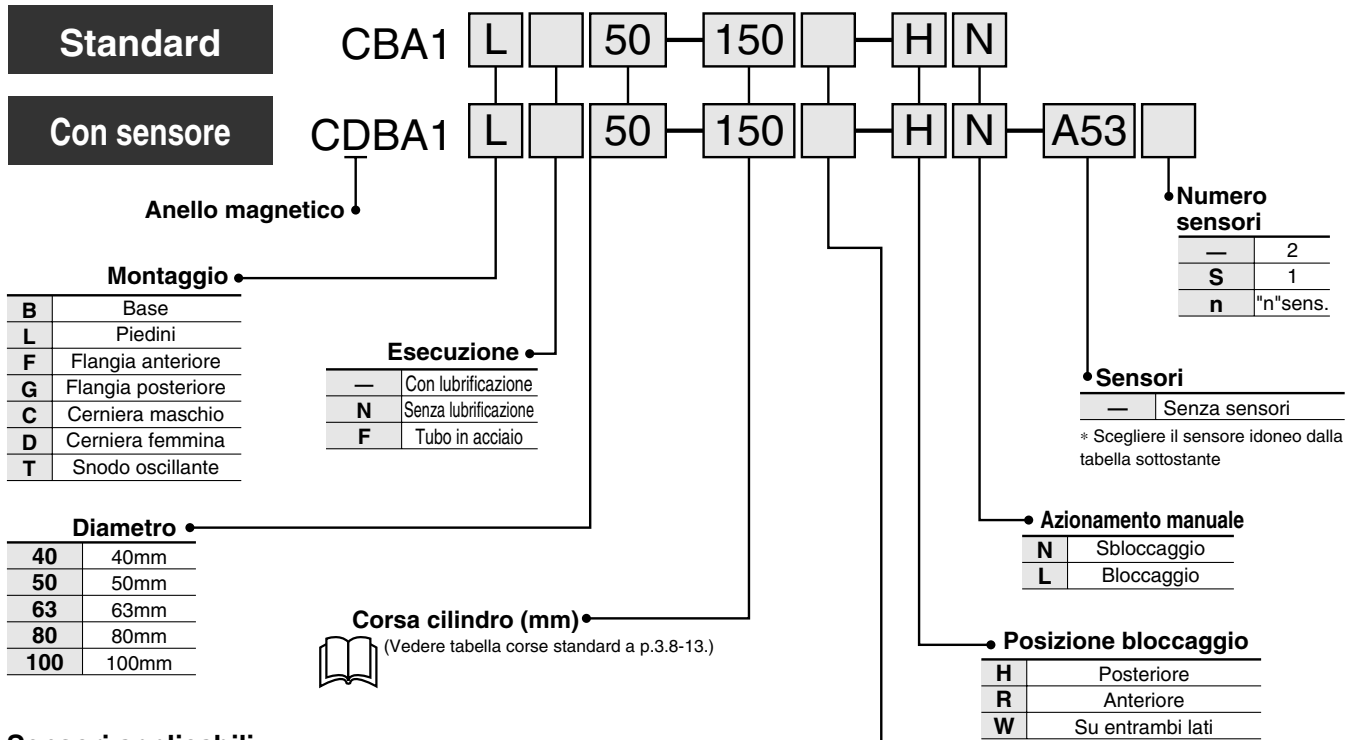 Standard
CBA1 L 50 150 H N
Con sensore
CDBA1 L 50 150 H N A53
Anello magnetico
Numero
sensori
— 2
S 1
n "n"sens.
Montaggio
B Base
L Piedini
F Flangia anteriore
G Flangia posteriore
C Cerniera maschio
D Cerniera femmina
T Snodo oscillante
Esecuzione
— Con lubrificazione
N Senza lubrificazione
F Tubo in acciaio
Sensori
— Senza sensori
* Scegliere il sensore idoneo dalla
tabella sottostante
Diametro
40 40mm
50 50mm
63 63mm
80 80mm
100 100mm
Azionamento manuale
N Sbloccaggio
L Bloccaggio
Corsa cilindro (mm)
(Vedere tabella corse standard a p.3.8-13.)
Posizione bloccaggio
H Posteriore
R Anteriore
W Su entrambi lati